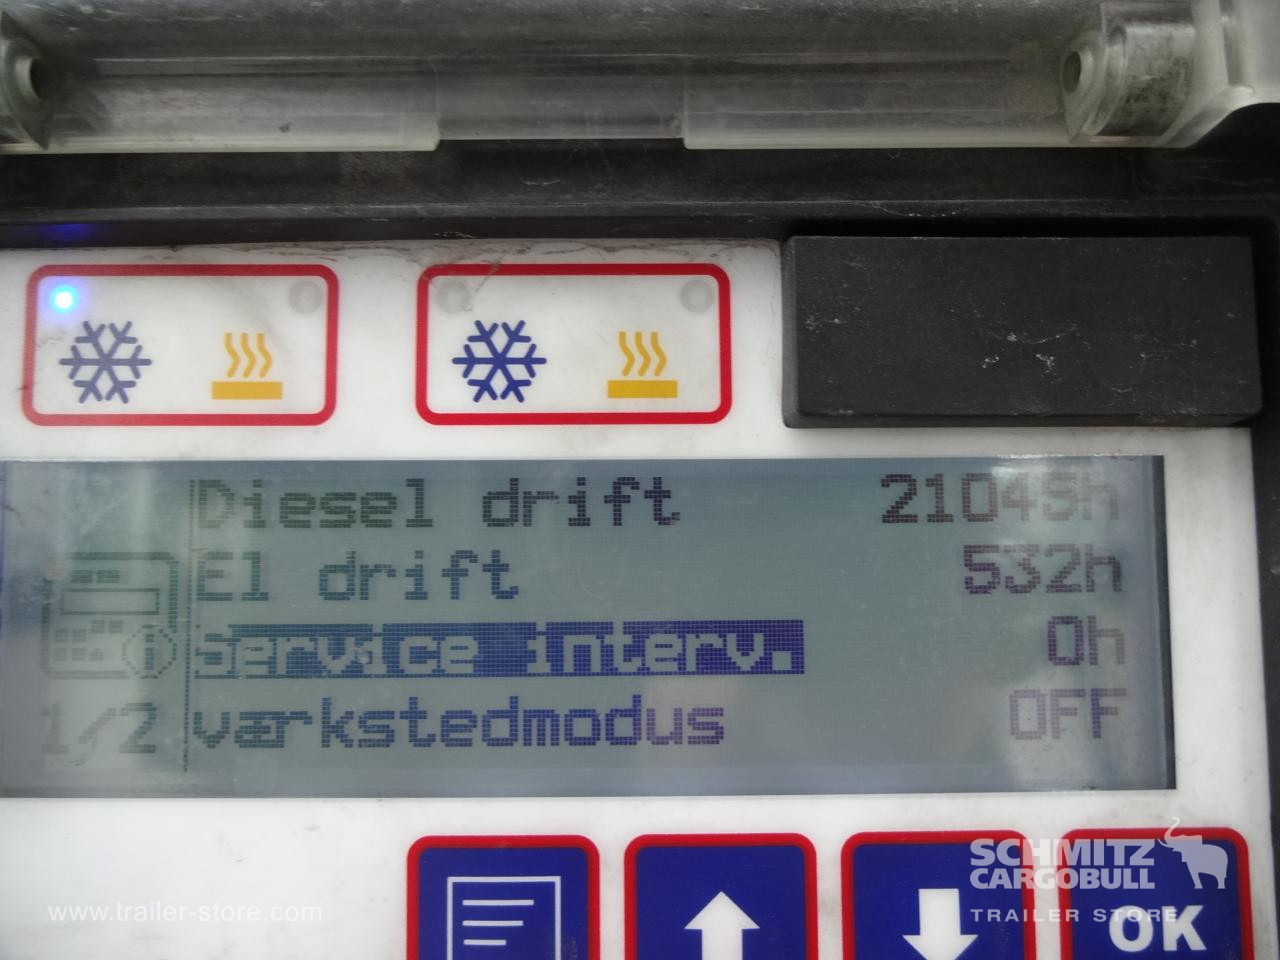 Diesel drift 21045h
El drift 532h
Service interv. 0h
1/2 værkstedmodus OFF
SCHMITZ
CARGOBULL
TRAILER STORE
OK
www.trailer-store.com